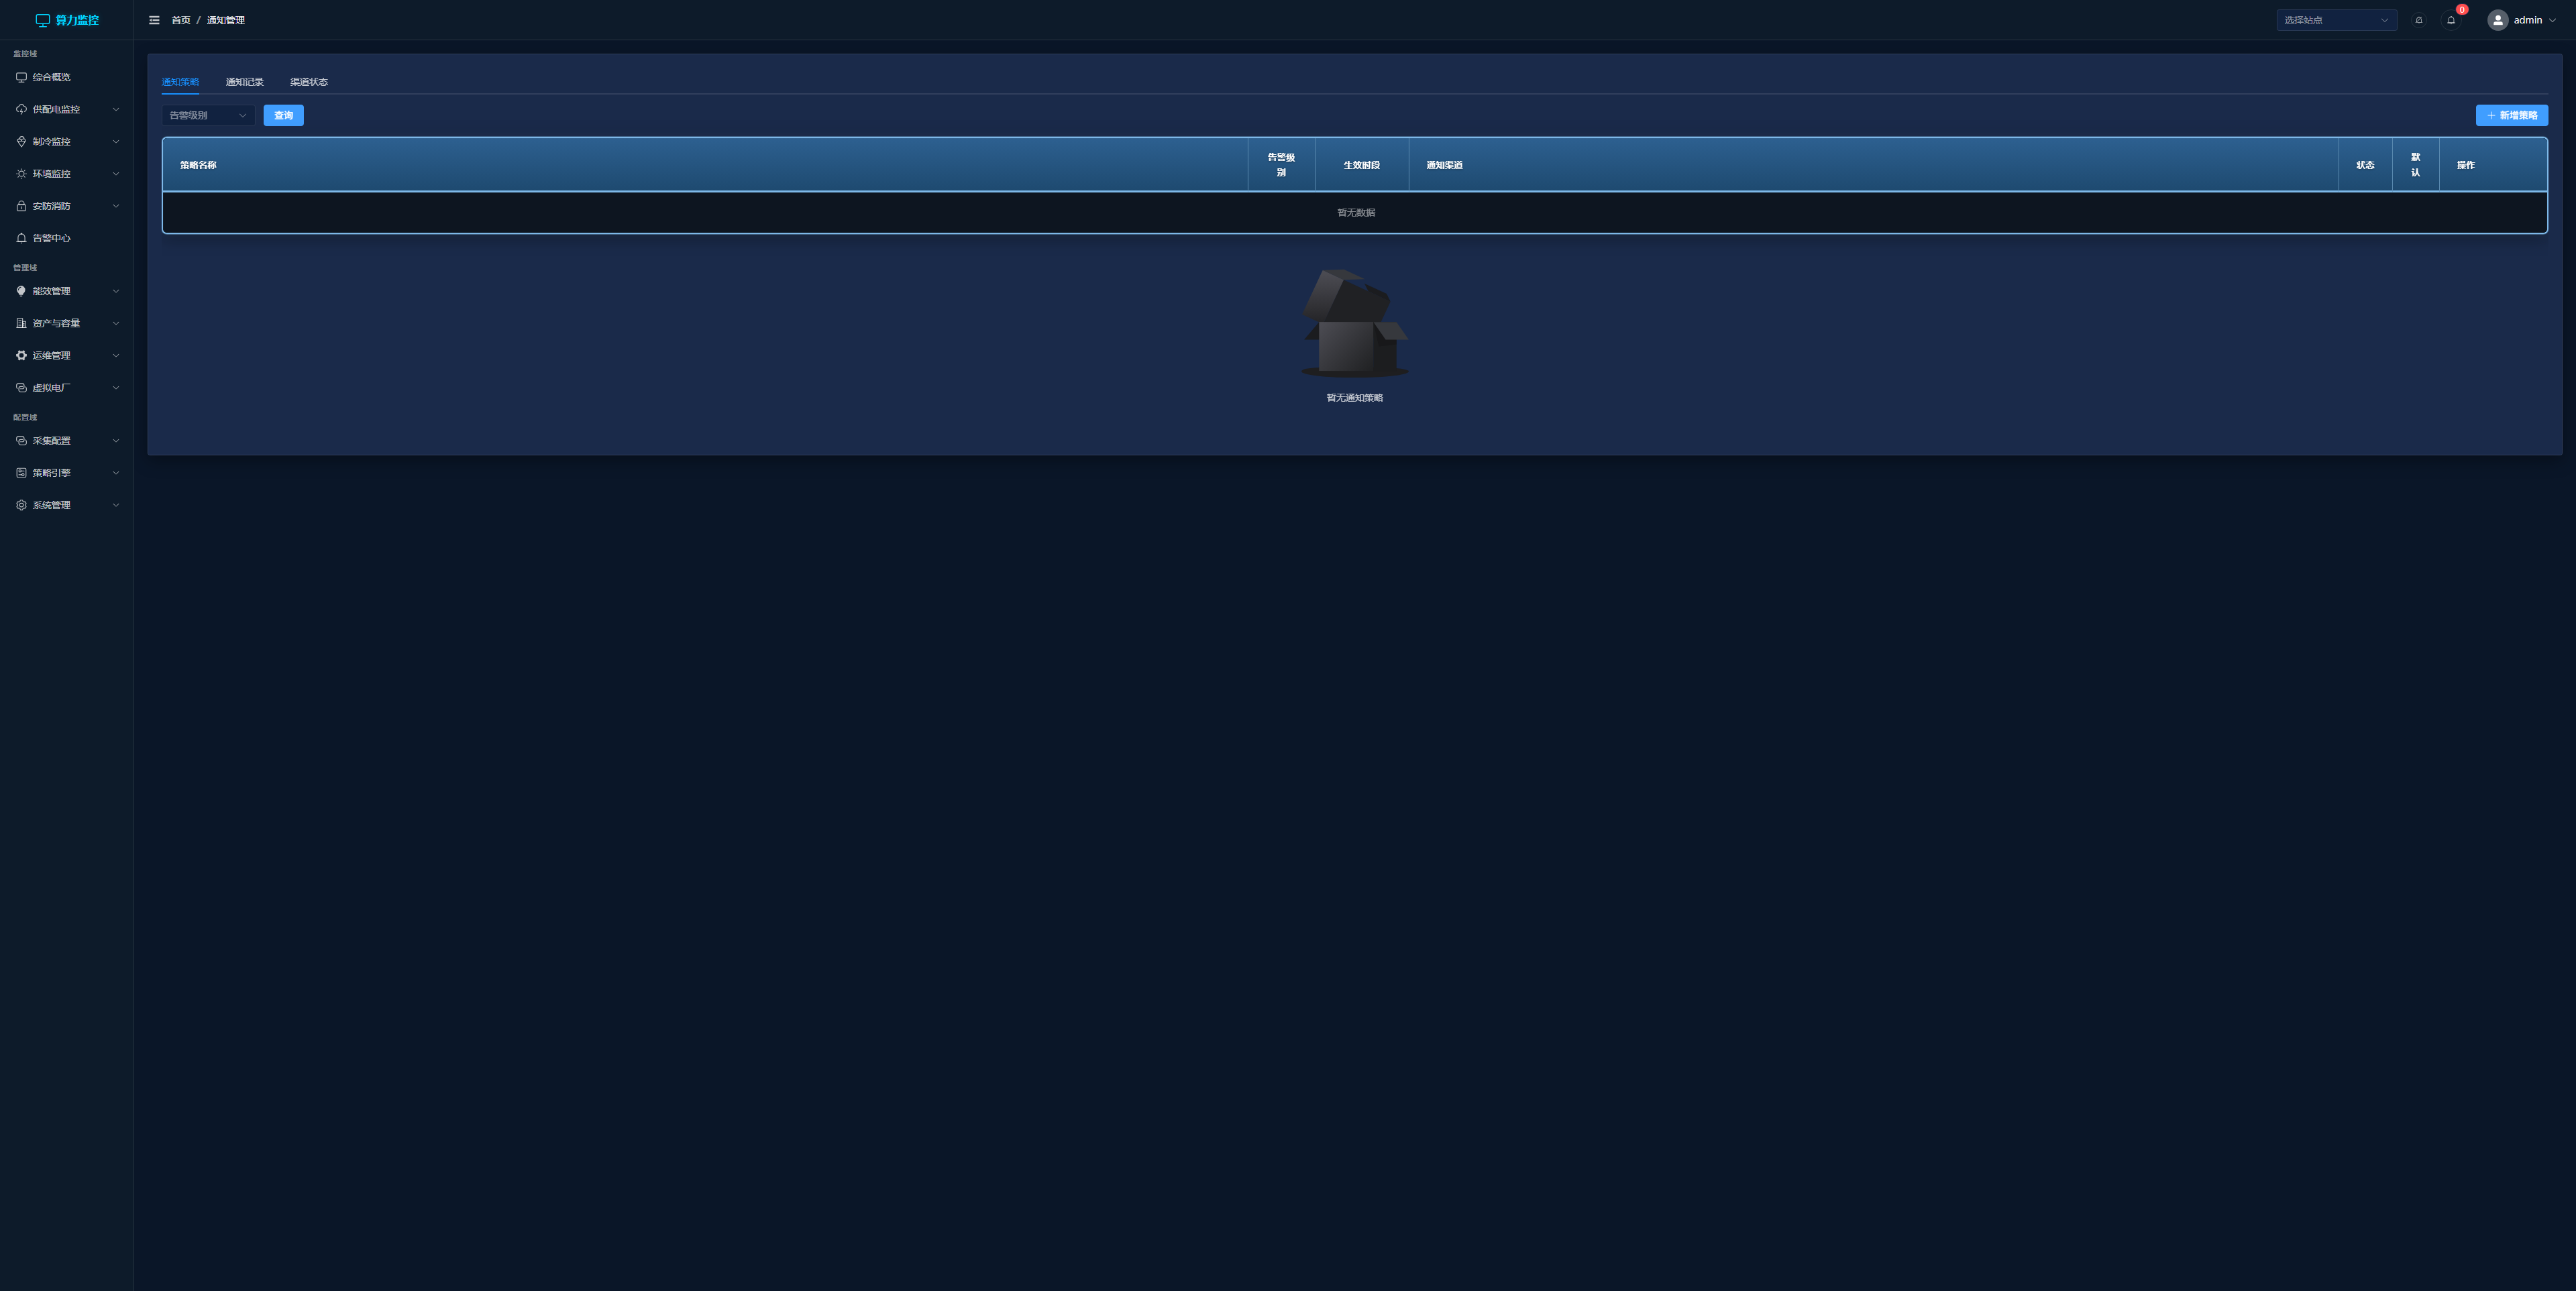 算力监控
首页 / 通知管理
选择站点
0
admin
监控域
综合概览
供配电监控
制冷监控
环境监控
安防消防
告警中心
管理域
能效管理
资产与容量
运维管理
虚拟电厂
配置域
采集配置
策略引擎
系统管理
通知策略 通知记录 渠道状态
告警级别 查询 新增策略
策略名称 告警级别 生效时段 通知渠道 状态 默认 操作
暂无数据
暂无通知策略